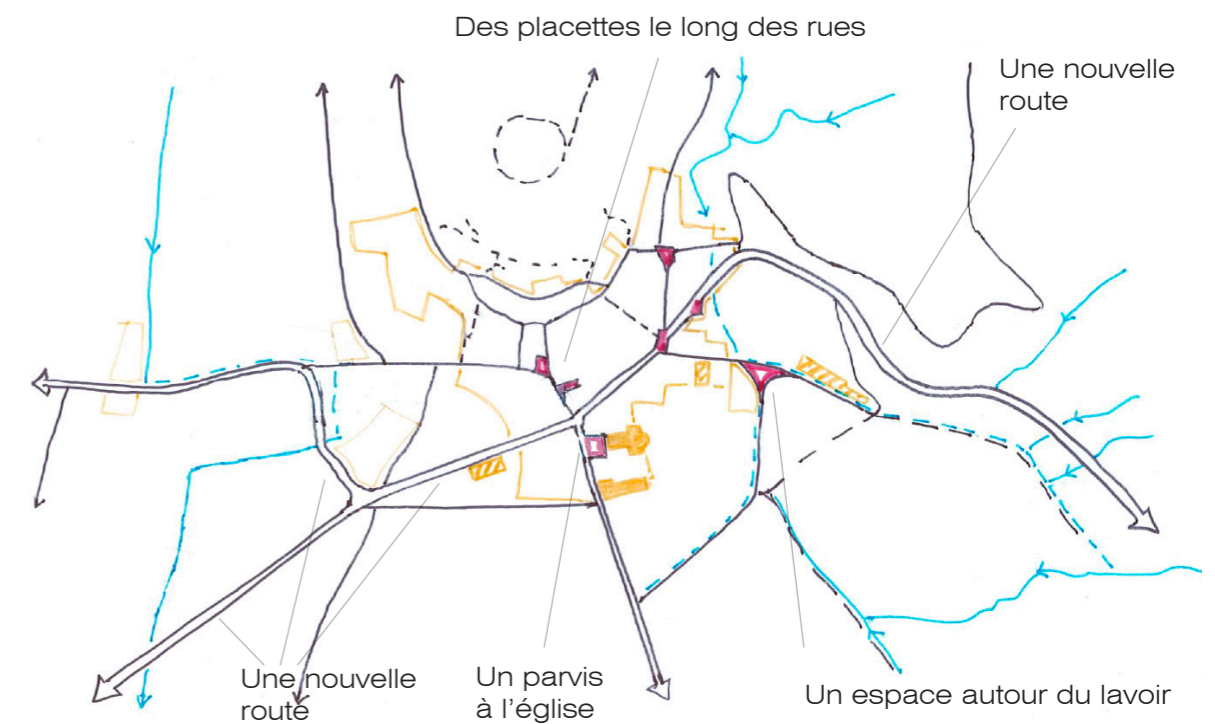 Des placettes le long des rues
Une nouvelle
route
Une nouvelle
route
Un parvis
à l'église
Un espace autour du lavoir